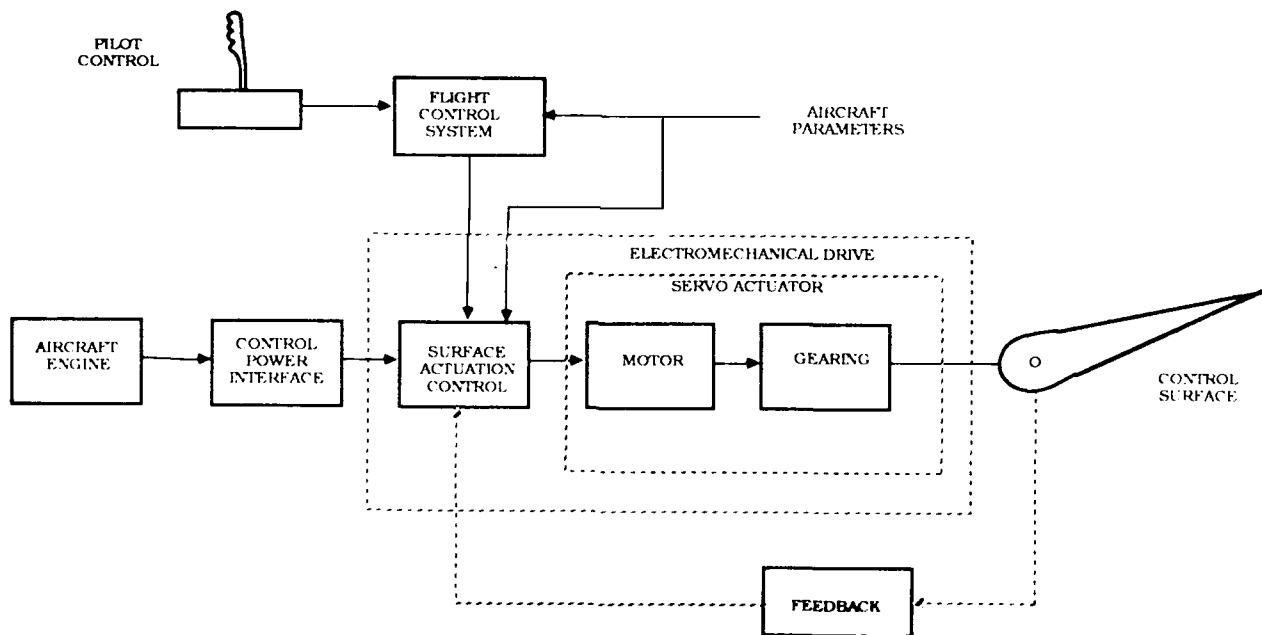 PILOT
CONTROL
FLIGHT
CONTROL
SYSTEM
AIRCRAFT
PARAMETERS
ELECTROMECHANICAL DRIVE
SERVO ACTUATOR
AIRCRAFT
ENGINE
CONTROL
POWER
INTERFACE
SURFACE
ACTUATION
CONTROL
MOTOR
GEARING
CONTROL
SURFACE
FEEDBACK